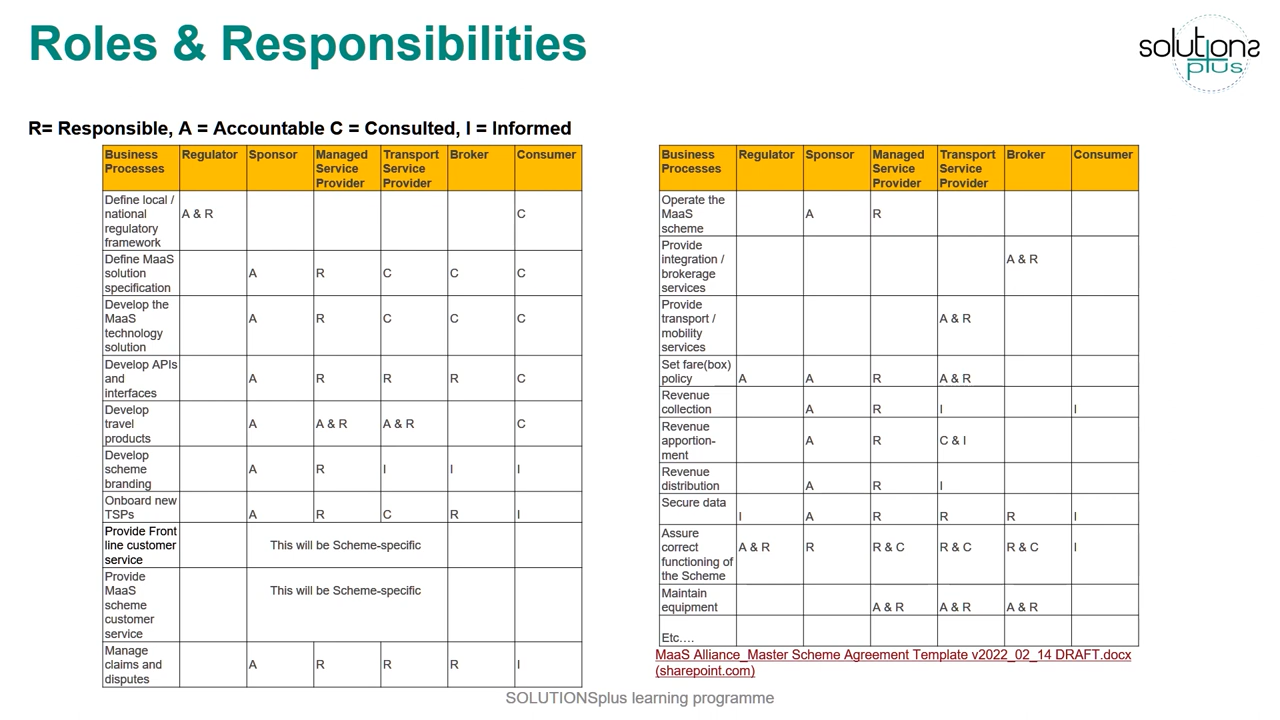 Roles & Responsibilities
solutions
plus
R= Responsible, A = Accountable C = Consulted, I = Informed
Business Processes Regulator Sponsor Managed Service Provider Transport Service Provider Broker Consumer
Define local / national regulatory framework A & R C
Define MaaS solution specification A R C C C
Develop the MaaS technology solution A R C C C
Develop APIs and interfaces A R R R C
Develop travel products A A & R A & R C
Develop scheme branding A R I I I
Onboard new TSPs A R C R I
Provide Front line customer service This will be Scheme-specific
Provide MaaS scheme customer service This will be Scheme-specific
Manage claims and disputes A R R R I
Business Processes Regulator Sponsor Managed Service Provider Transport Service Provider Broker Consumer
Operate the MaaS scheme A R
Provide integration / brokerage services A & R
Provide transport / mobility services A & R
Set fare(box) policy A A R A & R
Revenue collection A R I I
Revenue apportion-ment A R C & I
Revenue distribution A R I
Secure data I A R R R I
Assure correct functioning of the Scheme A & R R R & C R & C R & C I
Maintain equipment A & R A & R A & R
Etc....
MaaS Alliance_Master Scheme Agreement Template v2022_02_14 DRAFT.docx
(sharepoint.com)
SOLUTIONSplus learning programme